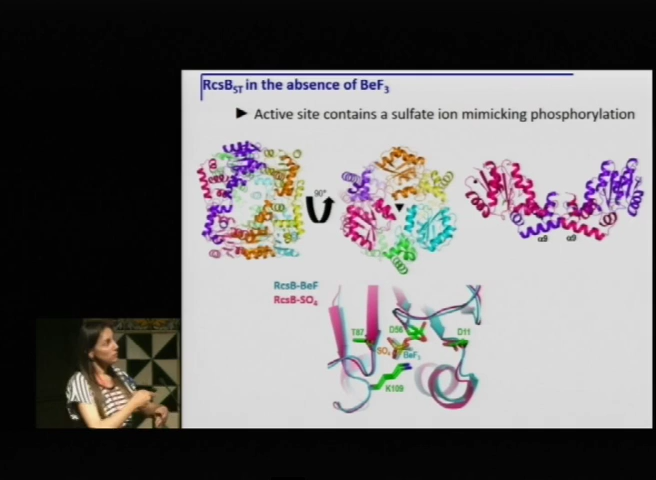 RcsB_ST in the absence of BeF3
► Active site contains a sulfate ion mimicking phosphorylation
90°
α9 α9
RcsB-BeF
RcsB-SO4
T87 D56 D11
SO4 BeF3
K109